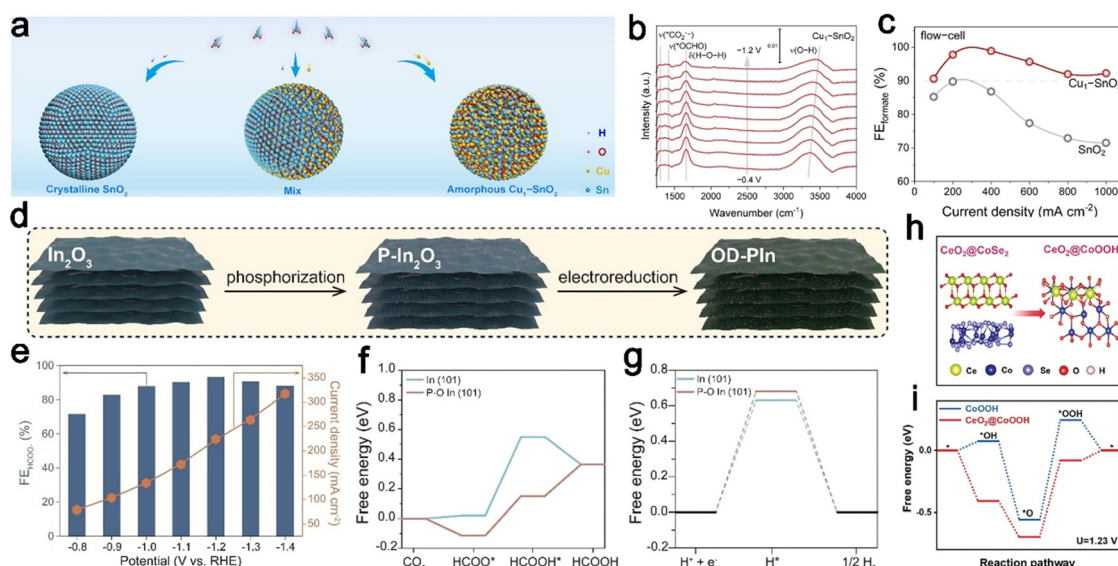 a
Crystalline SnO₂
Mix
Amorphous Cu₁−SnO₂
H
O
Cu
Sn
b
ν(*CO₂·⁻)
ν(*OCHO)
δ(H−O−H)
−1.2 V
0.01
Cu₁−SnO₂
ν(O−H)
−0.4 V
Intensity (a.u.)
1500 2000 2500 3000 3500 4000
Wavenumber (cm⁻¹)
c
flow−cell
FE formate (%)
100
90
80
70
60
Cu₁−SnO₂
SnO₂
0 200 400 600 800 1000
Current density (mA cm⁻²)
d
In₂O₃
phosphorization
P-In₂O₃
electroreduction
OD-PIn
e
FE HCOO- (%)
100
80
60
40
20
0
350
300
250
200
150
100
50
Current density (mA cm⁻²)
-0.8 -0.9 -1.0 -1.1 -1.2 -1.3 -1.4
Potential (V vs. RHE)
f
In (101)
P-O In (101)
Free energy (eV)
0.8
0.6
0.4
0.2
0.0
-0.2
CO₂ HCOO* HCOOH* HCOOH
g
In (101)
P-O In (101)
Free energy (eV)
0.8
0.6
0.4
0.2
0.0
-0.2
H⁺ + e⁻ H* 1/2 H₂
h
CeO₂@CoSe₂
CeO₂@CoOOH
Ce Co Se O H
i
CoOOH
CeO₂@CoOOH
*OOH
*OH
*O
*
*
Free energy (eV)
0.0
-0.5
U=1.23 V
Reaction pathway